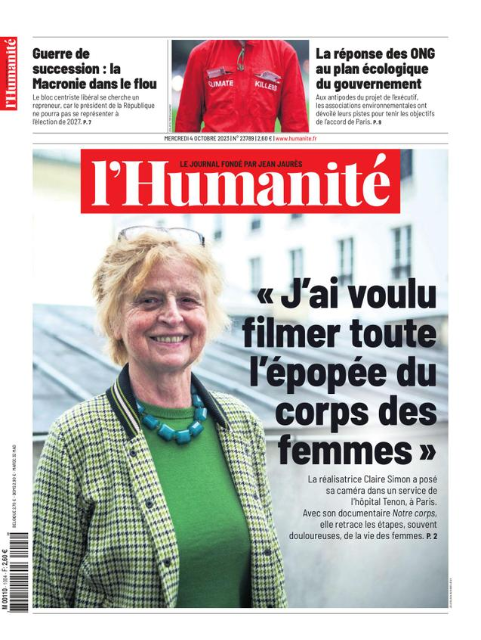 l'Humanité
Guerre de
succession : la
Macronie dans le flou
Le bloc centriste libéral se cherche un
repreneur, car le président de la République
ne pourra pas se représenter à
l'élection de 2027. P. 7
CLIMATE KILLERS
La réponse des ONG
au plan écologique
du gouvernement
Aux antipodes du projet de l'exécutif,
les associations environnementales ont
dévoilé leurs pistes pour tenir les objectifs
de l'accord de Paris. P. 8
MERCREDI 4 OCTOBRE 2023 | N° 23789 | 2,60 € | www.humanite.fr
LE JOURNAL FONDÉ PAR JEAN JAURÈS
l'Humanité
« J'ai voulu
filmer toute
l'épopée du
corps des
femmes »
La réalisatrice Claire Simon a posé
sa caméra dans un service de
l'hôpital Tenon, à Paris.
Avec son documentaire Notre corps,
elle retrace les étapes, souvent
douloureuses, de la vie des femmes. P. 2
F: 2,60 €